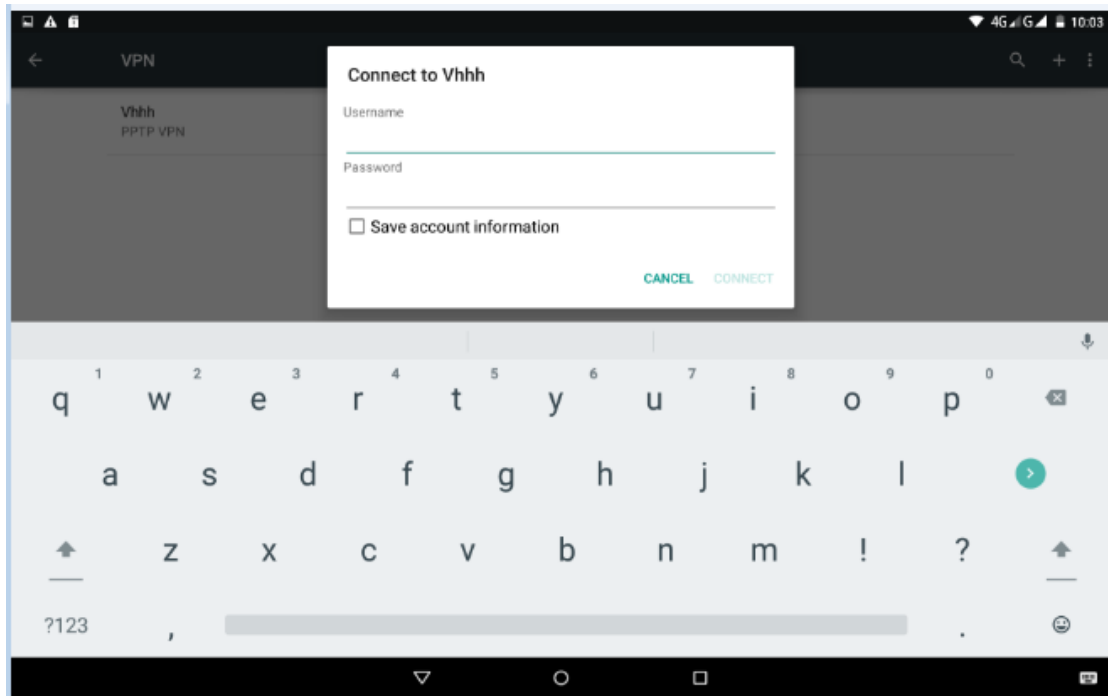 4G G 10:03
VPN
Vhhh
PPTP VPN
Connect to Vhhh
Username
Password
Save account information
CANCEL CONNECT
1 2 3 4 5 6 7 8 9 0
q w e r t y u i o p
a s d f g h j k l
z x c v b n m ! ?
?123 , .